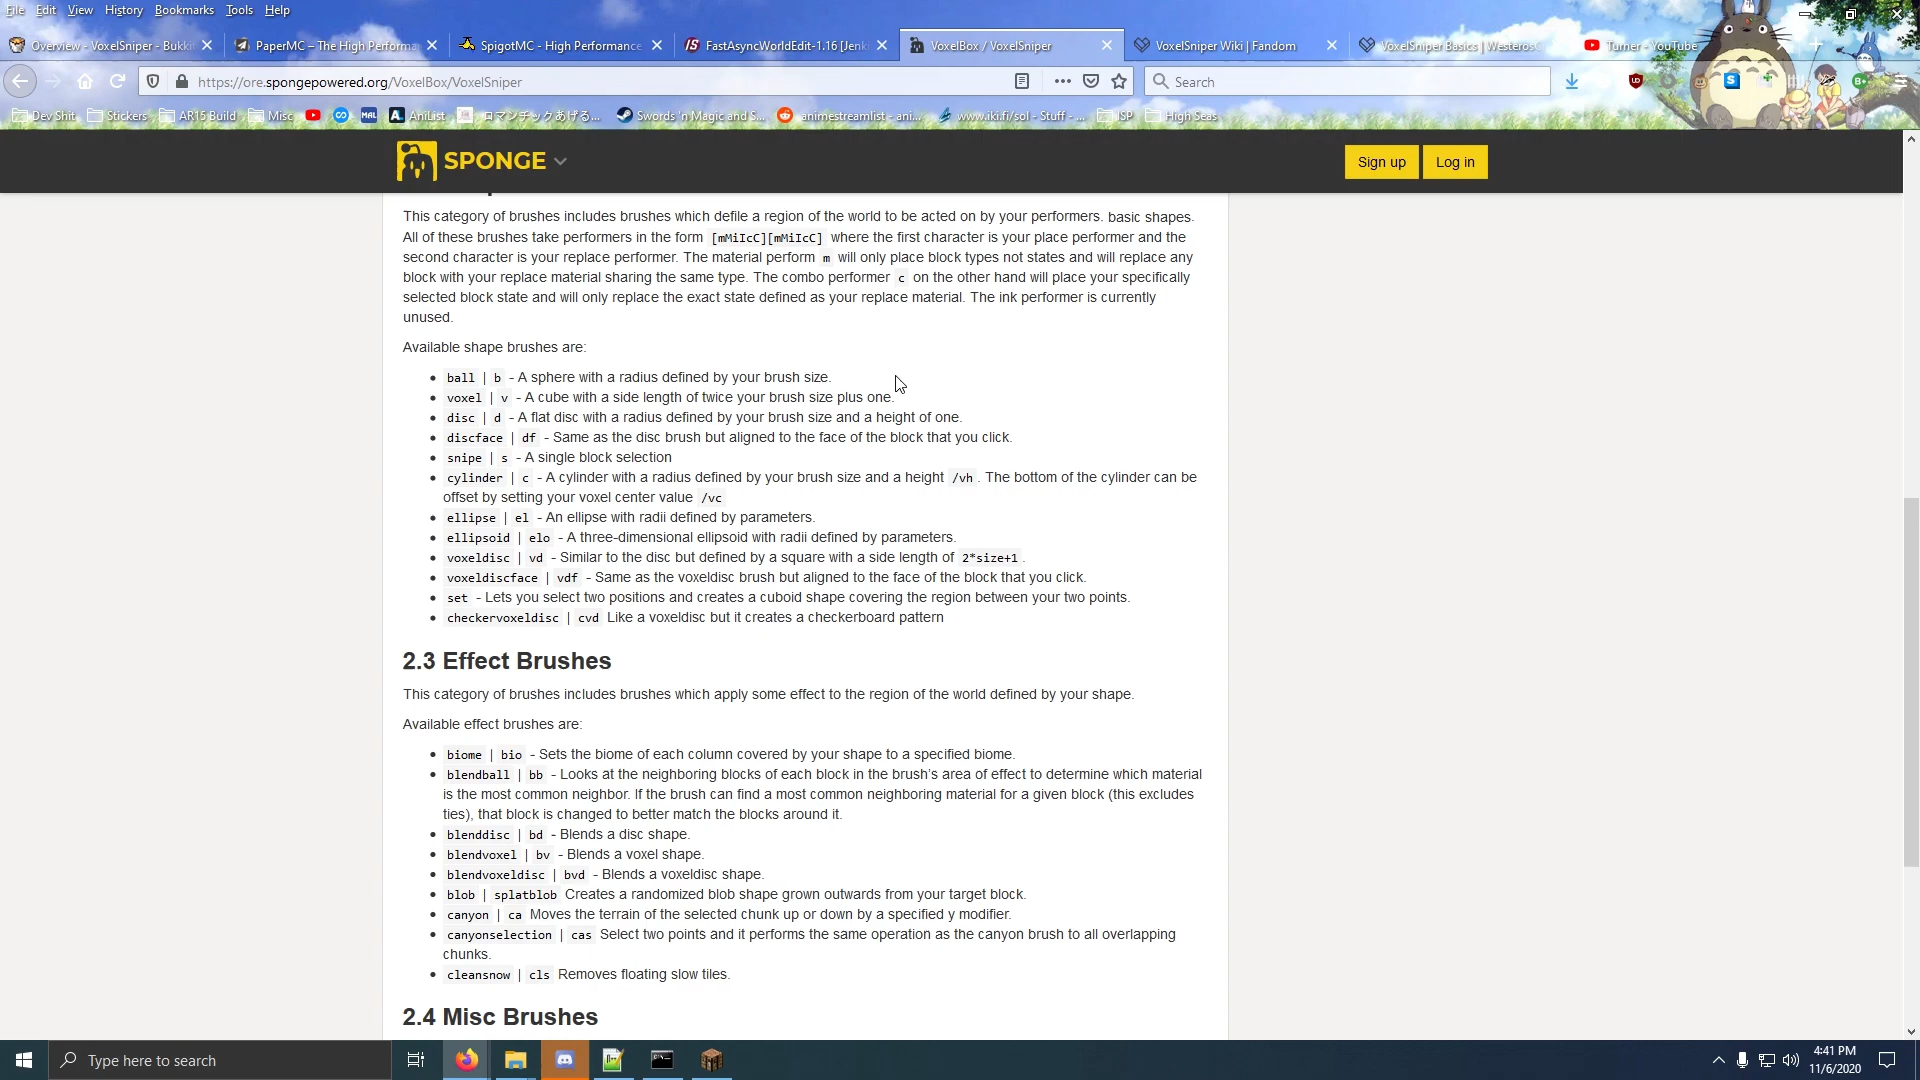 File Edit View History Bookmarks Tools Help
Overview - VoxelSniper - Bukkit
PaperMC – The High Performa
SpigotMC - High Performance
FastAsyncWorldEdit-1.16 [Jenk
VoxelBox / VoxelSniper
VoxelSniper Wiki | Fandom
VoxelSniper Basics | Westeros
Turner - YouTube
https://ore.spongepowered.org/VoxelBox/VoxelSniper
Search
Dev Shit Stickers AR15 Build Misc MAL AniList ロマンチックあげる... Swords 'n Magic and S... animestreamlist - ani... www.iki.fi/sol - Stuff - ... ISP High Seas
SPONGE
Sign up Log in
This category of brushes includes brushes which defile a region of the world to be acted on by your performers. basic shapes.
All of these brushes take performers in the form [mMiIcC][mMiIcC] where the first character is your place performer and the
second character is your replace performer. The material perform m will only place block types not states and will replace any
block with your replace material sharing the same type. The combo performer c on the other hand will place your specifically
selected block state and will only replace the exact state defined as your replace material. The ink performer is currently
unused.
Available shape brushes are:
ball | b - A sphere with a radius defined by your brush size.
voxel | v - A cube with a side length of twice your brush size plus one.
disc | d - A flat disc with a radius defined by your brush size and a height of one.
discface | df - Same as the disc brush but aligned to the face of the block that you click.
snipe | s - A single block selection
cylinder | c - A cylinder with a radius defined by your brush size and a height /vh . The bottom of the cylinder can be
offset by setting your voxel center value /vc
ellipse | el - An ellipse with radii defined by parameters.
ellipsoid | elo - A three-dimensional ellipsoid with radii defined by parameters.
voxeldisc | vd - Similar to the disc but defined by a square with a side length of 2*size+1 .
voxeldiscface | vdf - Same as the voxeldisc brush but aligned to the face of the block that you click.
set - Lets you select two positions and creates a cuboid shape covering the region between your two points.
checkervoxeldisc | cvd Like a voxeldisc but it creates a checkerboard pattern
2.3 Effect Brushes
This category of brushes includes brushes which apply some effect to the region of the world defined by your shape.
Available effect brushes are:
biome | bio - Sets the biome of each column covered by your shape to a specified biome.
blendball | bb - Looks at the neighboring blocks of each block in the brush's area of effect to determine which material
is the most common neighbor. If the brush can find a most common neighboring material for a given block (this excludes
ties), that block is changed to better match the blocks around it.
blenddisc | bd - Blends a disc shape.
blendvoxel | bv - Blends a voxel shape.
blendvoxeldisc | bvd - Blends a voxeldisc shape.
blob | splatblob Creates a randomized blob shape grown outwards from your target block.
canyon | ca Moves the terrain of the selected chunk up or down by a specified y modifier.
canyonselection | cas Select two points and it performs the same operation as the canyon brush to all overlapping
chunks.
cleansnow | cls Removes floating slow tiles.
2.4 Misc Brushes
Type here to search
4:41 PM
11/6/2020